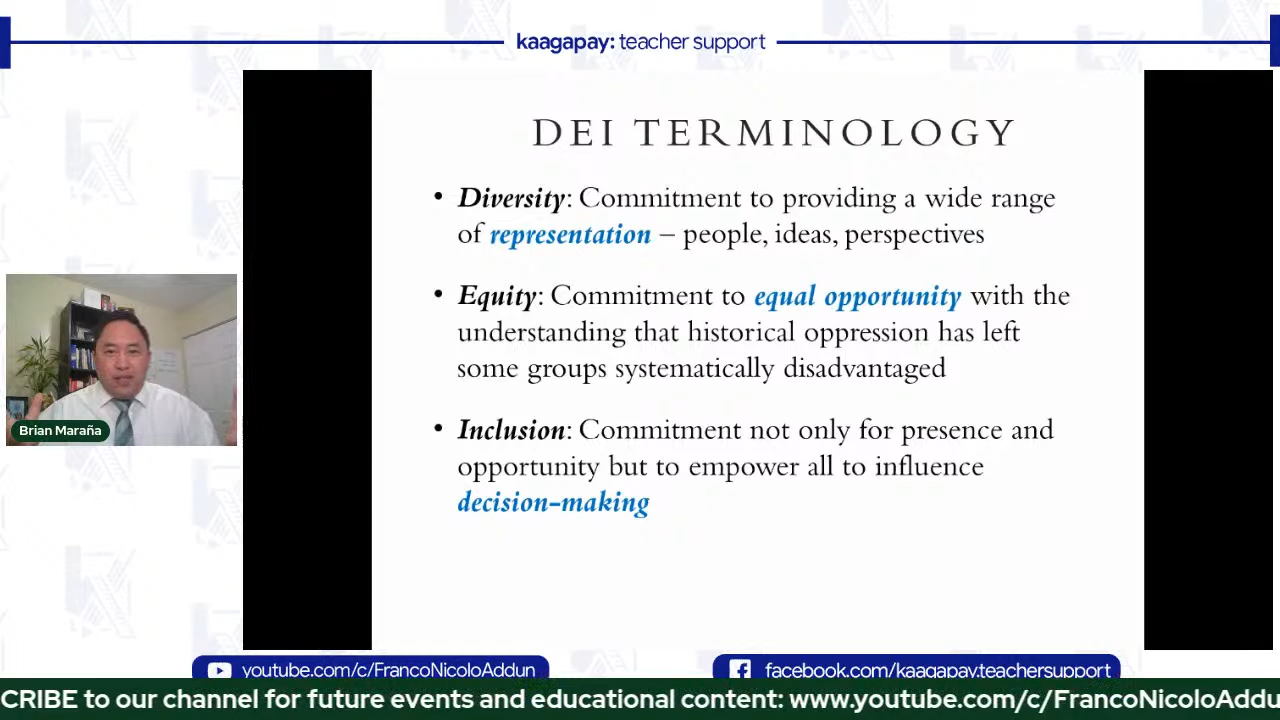 kaagapay: teacher support
DEI TERMINOLOGY
• Diversity: Commitment to providing a wide range
of representation – people, ideas, perspectives
• Equity: Commitment to equal opportunity with the
understanding that historical oppression has left
some groups systematically disadvantaged
• Inclusion: Commitment not only for presence and
opportunity but to empower all to influence
decision-making
Brian Maraña
youtube.com/c/FrancoNicoloAddun
facebook.com/kaagapay.teachersupport
CRIBE to our channel for future events and educational content: www.youtube.com/c/FrancoNicoloAddu